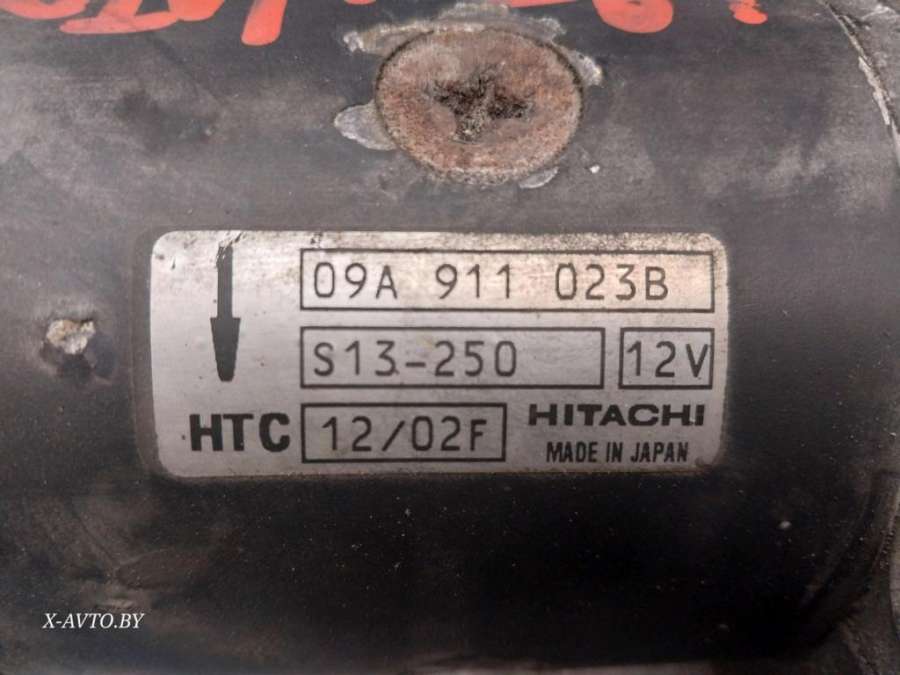 09A 911 023B
S13-250 12V
HTC 12/02F HITACHI
MADE IN JAPAN
X-AVTO.BY